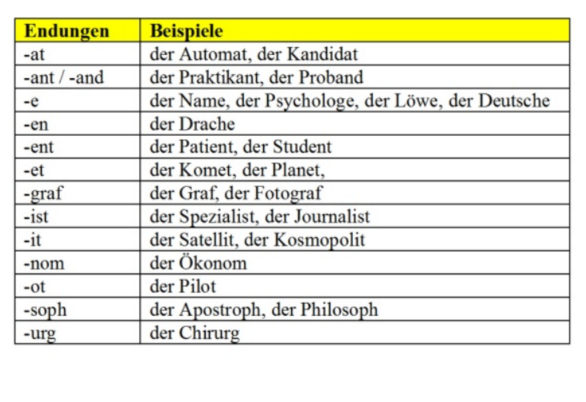 Endungen Beispiele
-at der Automat, der Kandidat
-ant / -and der Praktikant, der Proband
-e der Name, der Psychologe, der Löwe, der Deutsche
-en der Drache
-ent der Patient, der Student
-et der Komet, der Planet,
-graf der Graf, der Fotograf
-ist der Spezialist, der Journalist
-it der Satellit, der Kosmopolit
-nom der Ökonom
-ot der Pilot
-soph der Apostroph, der Philosoph
-urg der Chirurg